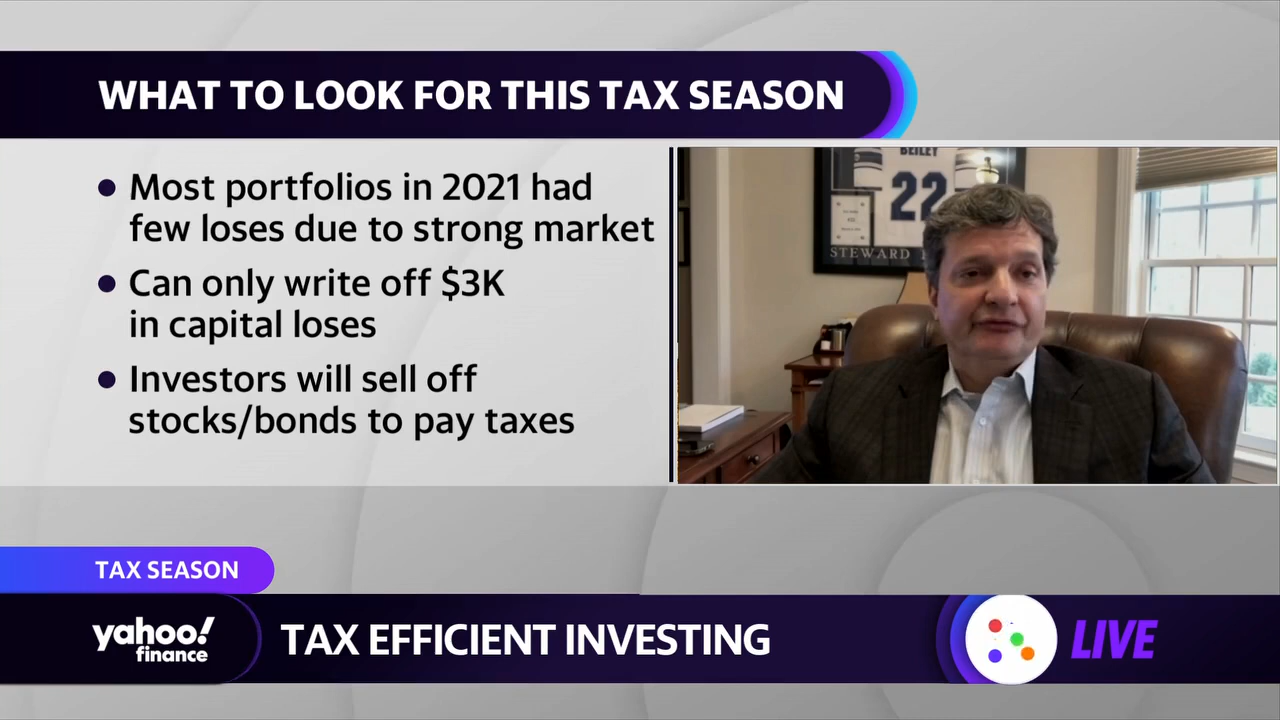 WHAT TO LOOK FOR THIS TAX SEASON
Most portfolios in 2021 had
few loses due to strong market
Can only write off $3K
in capital loses
Investors will sell off
stocks/bonds to pay taxes
BEILEY
22
STEWARD
TAX SEASON
yahoo!
finance
TAX EFFICIENT INVESTING
LIVE